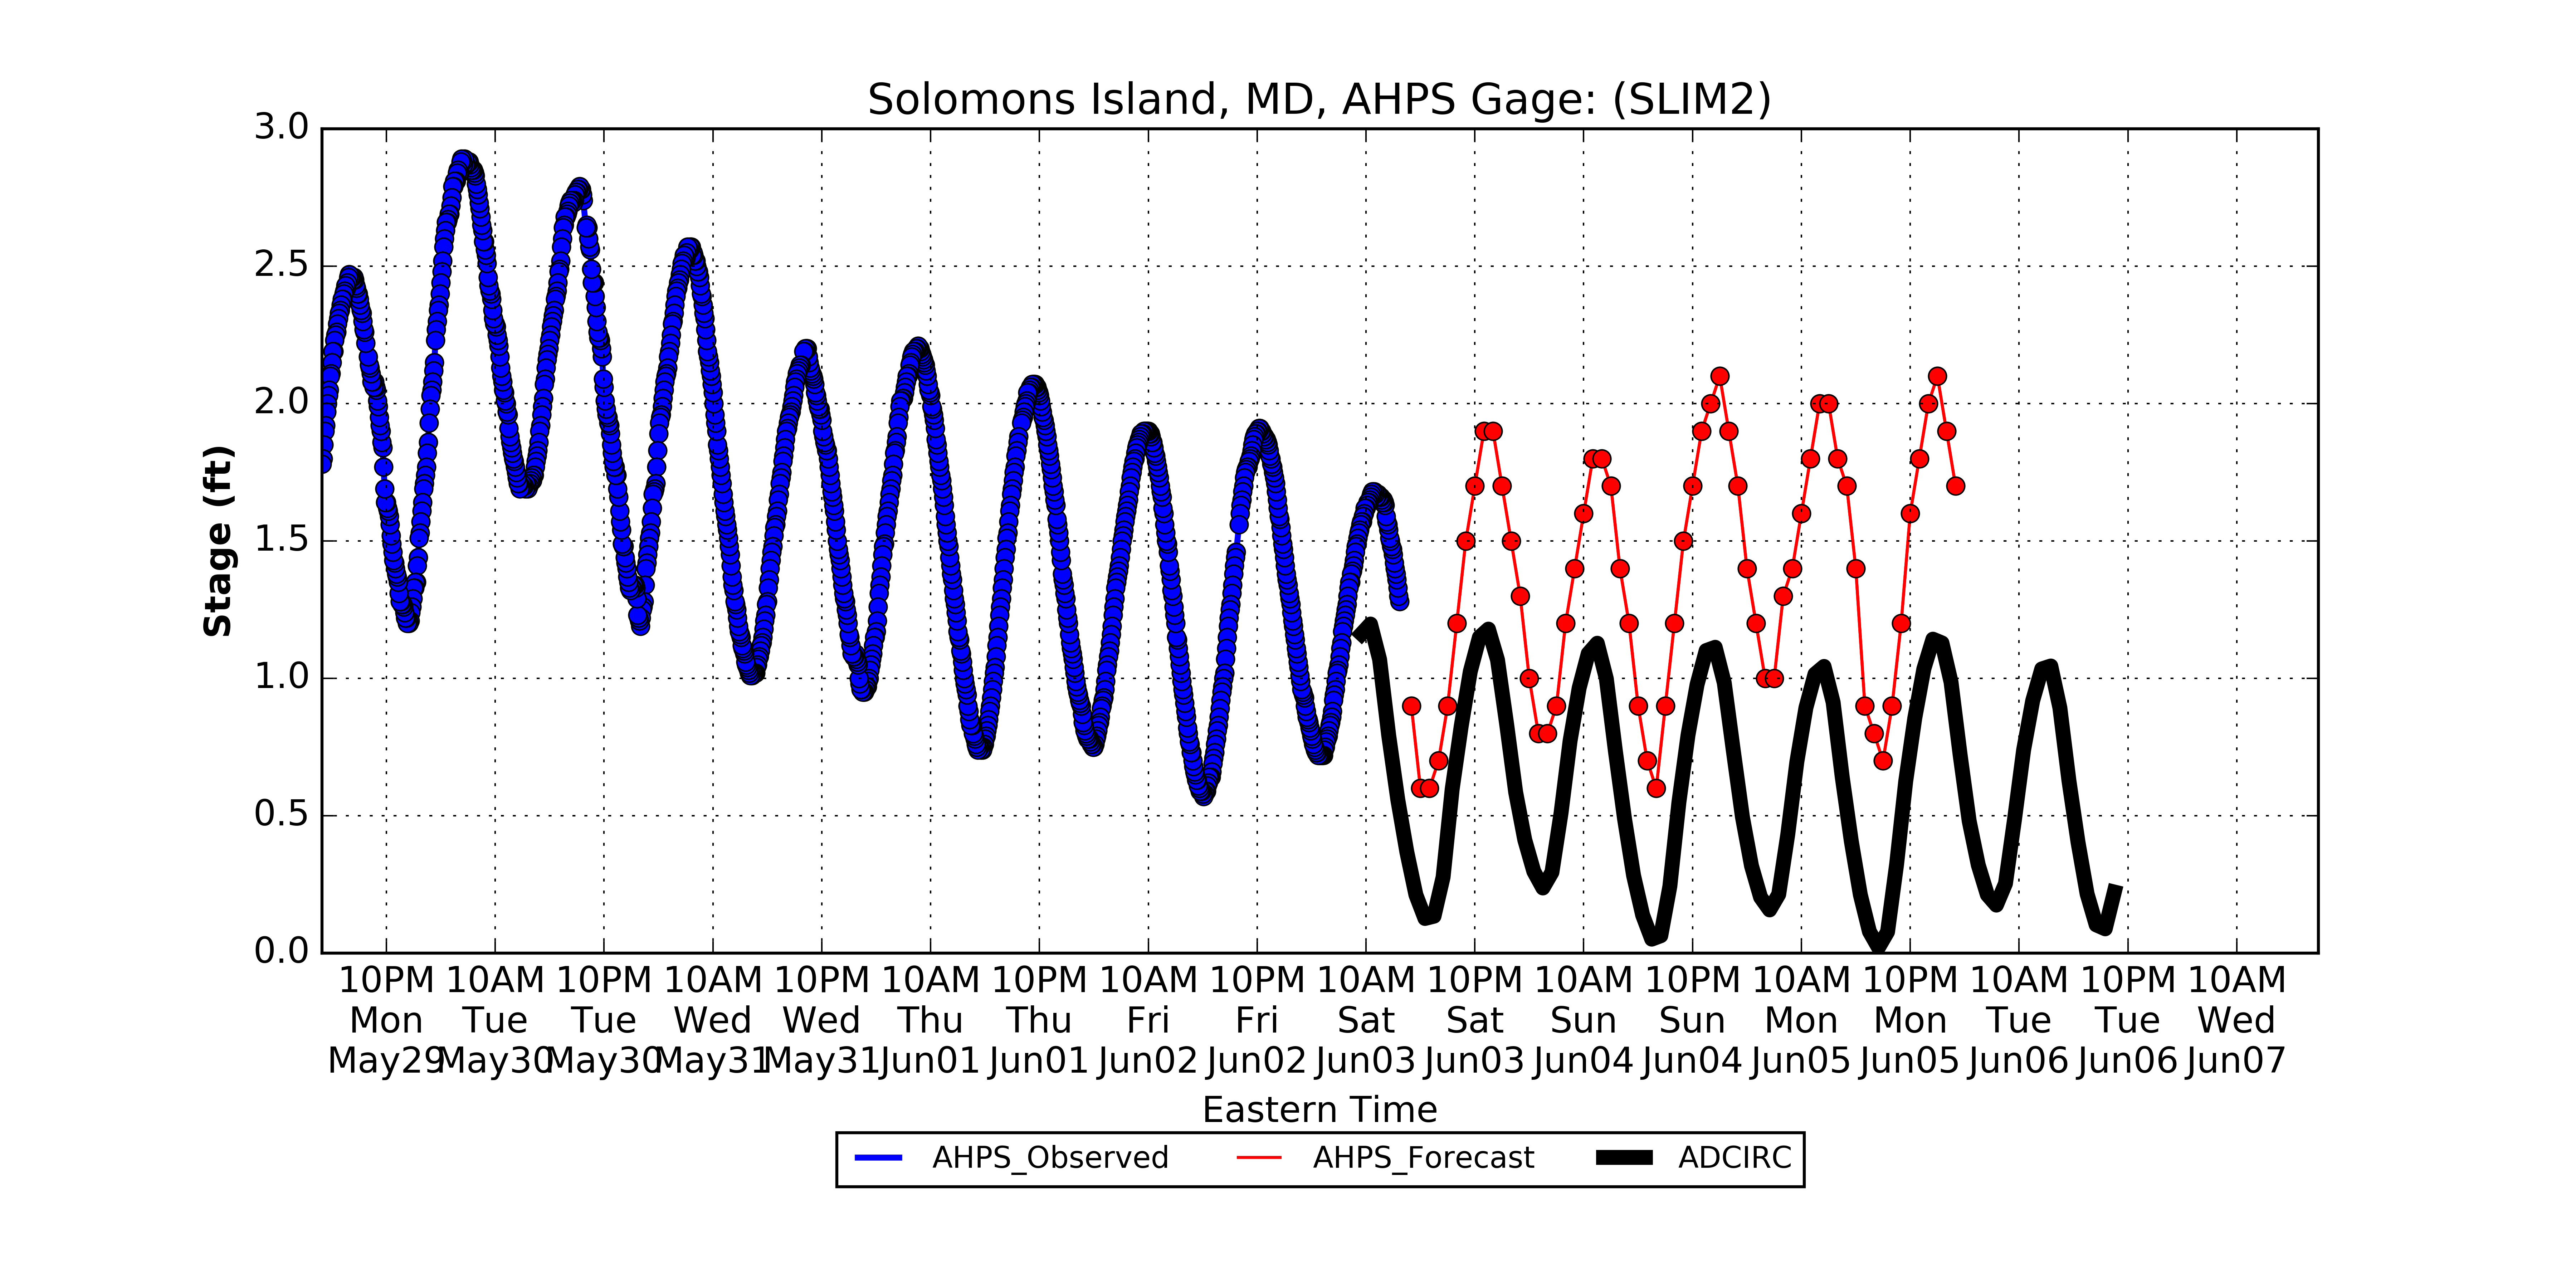 Solomons Island, MD, AHPS Gage: (SLIM2)
3.0
2.5
2.0
1.5
1.0
0.5
0.0
Stage (ft)
10PM 10AM 10PM 10AM 10PM 10AM 10PM 10AM 10PM 10AM 10PM 10AM 10PM 10AM 10PM 10AM 10PM 10AM
Mon Tue Tue Wed Wed Thu Thu Fri Fri Sat Sat Sun Sun Mon Mon Tue Tue Wed
May29 May30 May30 May31 May31 Jun01 Jun01 Jun02 Jun02 Jun03 Jun03 Jun04 Jun04 Jun05 Jun05 Jun06 Jun06 Jun07
Eastern Time
AHPS_Observed AHPS_Forecast ADCIRC